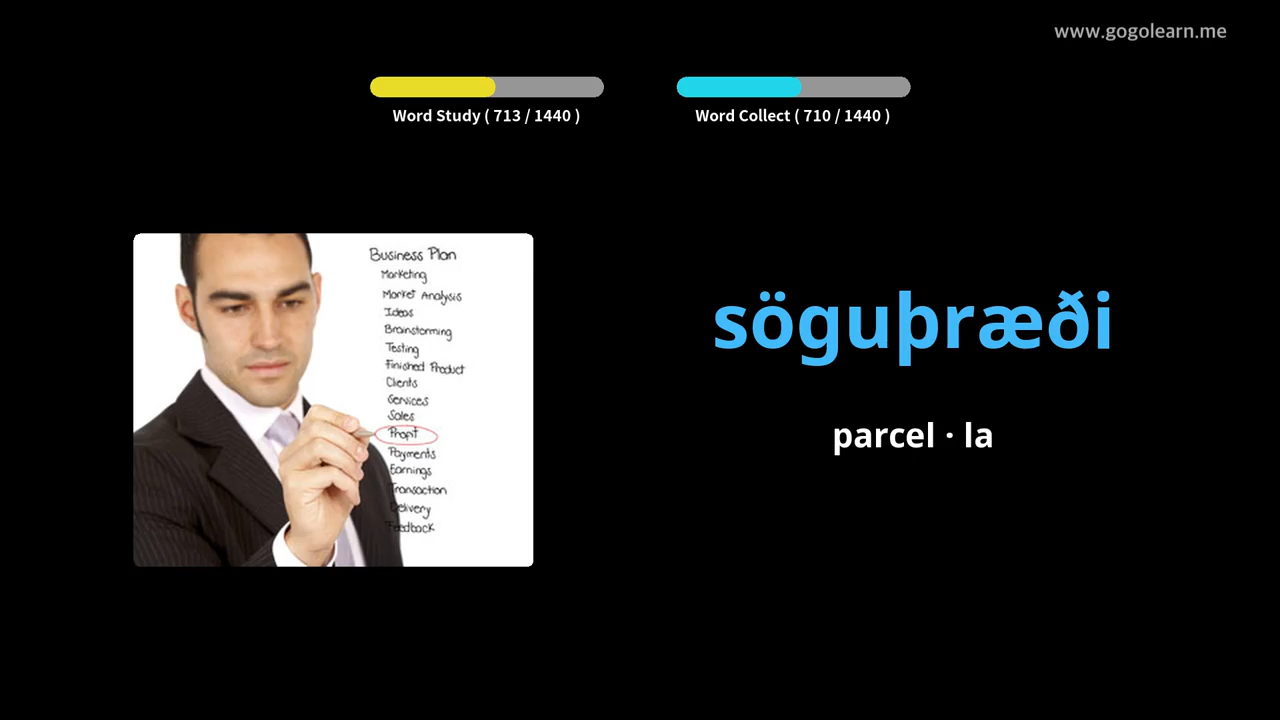 www.gogolearn.me
Word Study ( 713 / 1440 )
Word Collect ( 710 / 1440 )
Business Plan
Marketing
Market Analysis
Ideas
Brainstorming
Testing
Finished Product
Clients
Services
Sales
Profit
Payments
Earnings
Transaction
Delivery
Feedback
söguþræði
parcel · la